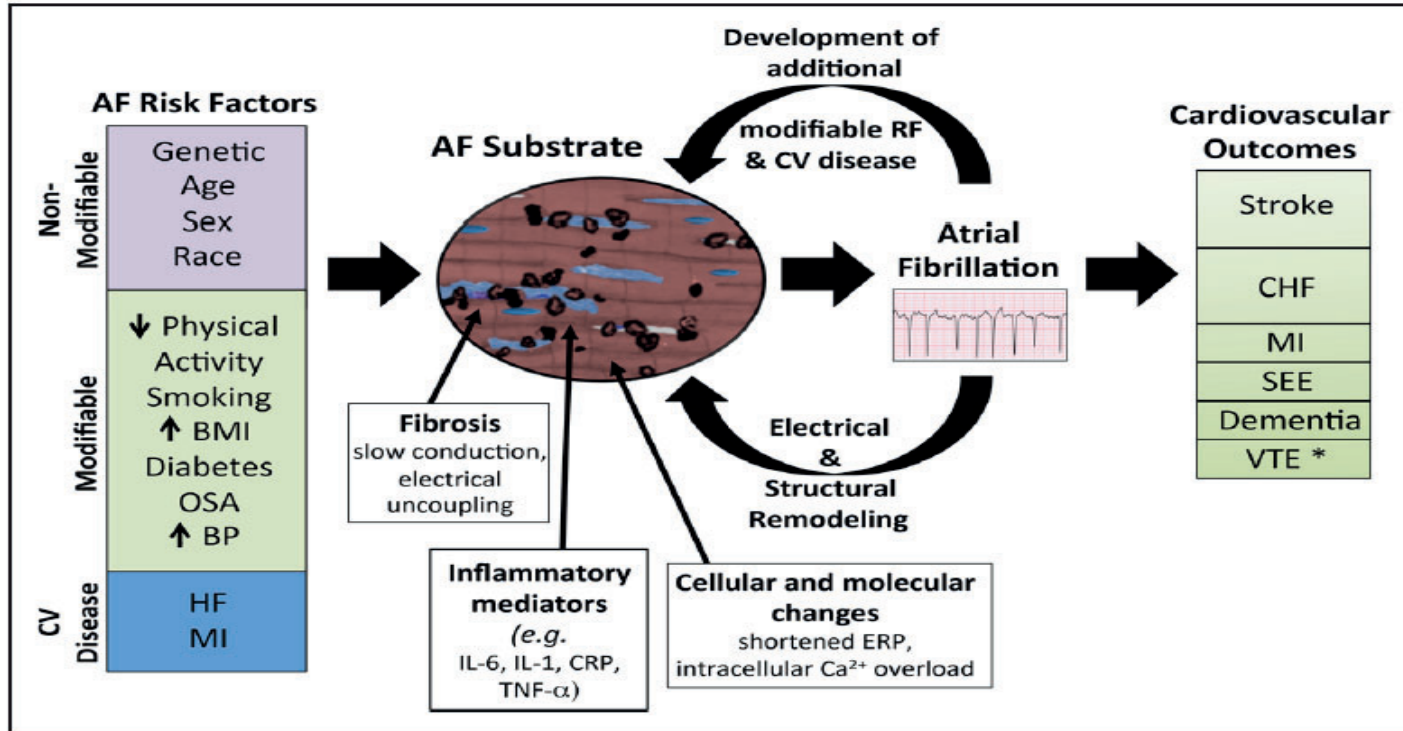 AF Risk Factors
Non-
Modifiable
Genetic
Age
Sex
Race
Modifiable
↓ Physical
Activity
Smoking
↑ BMI
Diabetes
OSA
↑ BP
CV
Disease
HF
MI
AF Substrate
Fibrosis
slow conduction,
electrical
uncoupling
Inflammatory
mediators
(e.g.
IL-6, IL-1, CRP,
TNF-α)
Cellular and molecular
changes
shortened ERP,
intracellular Ca²⁺ overload
Development of
additional
modifiable RF
& CV disease
Atrial
Fibrillation
Electrical
&
Structural
Remodeling
Cardiovascular
Outcomes
Stroke
CHF
MI
SEE
Dementia
VTE *